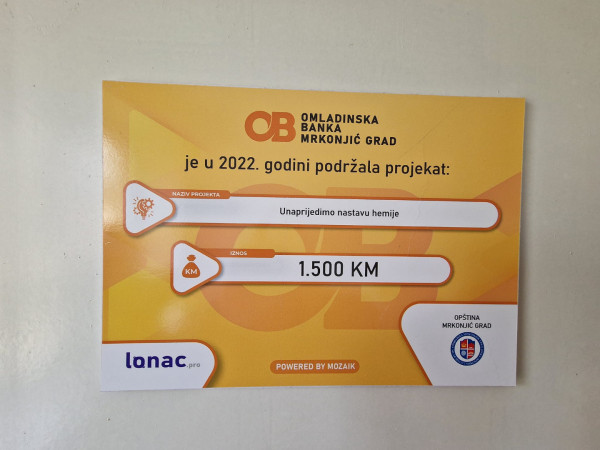 OB OMLADINSKA
BANKA
MRKONJIĆ GRAD
je u 2022. godini podržala projekat:
NAZIV PROJEKTA
Unaprijedimo nastavu hemije
IZNOS
KM
1.500 KM
OPŠTINA
MRKONJIĆ GRAD
lonac.pro
POWERED BY MOZAIK